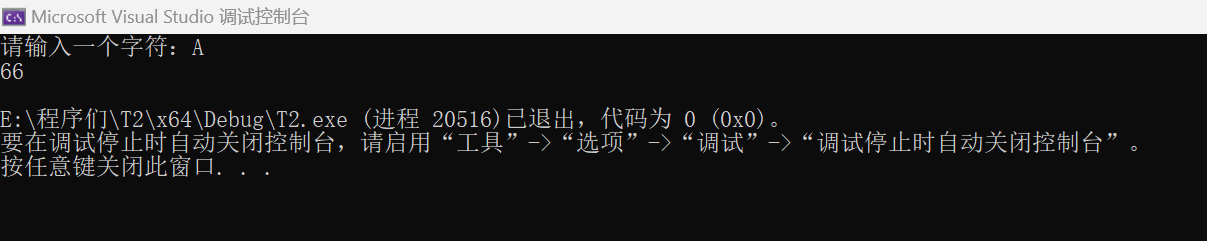 Microsoft Visual Studio 调试控制台
请输入一个字符：A
66
E:\程序们\T2\x64\Debug\T2.exe (进程 20516)已退出，代码为 0 (0x0)。
要在调试停止时自动关闭控制台，请启用“工具”->“选项”->“调试”->“调试停止时自动关闭控制台”。
按任意键关闭此窗口. . .